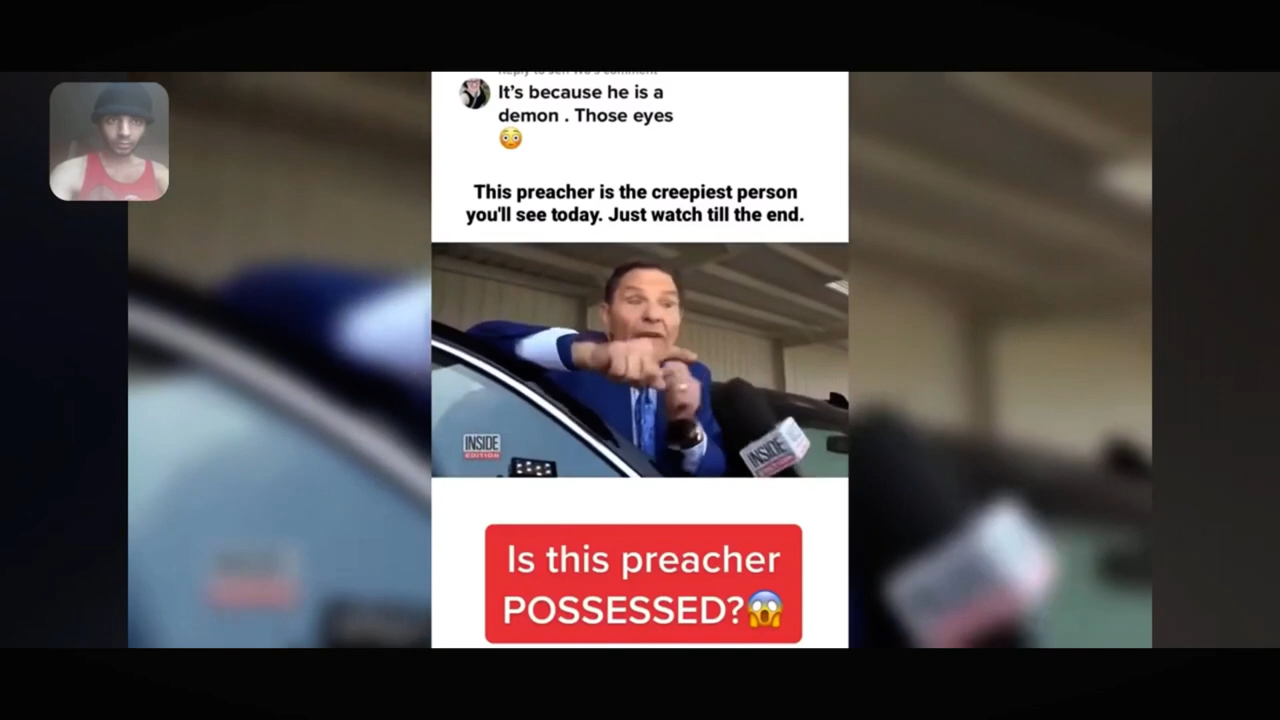 It's because he is a
demon . Those eyes
😳
This preacher is the creepiest person
you'll see today. Just watch till the end.
INSIDE
EDITION
INSIDE
Is this preacher
POSSESSED?😱